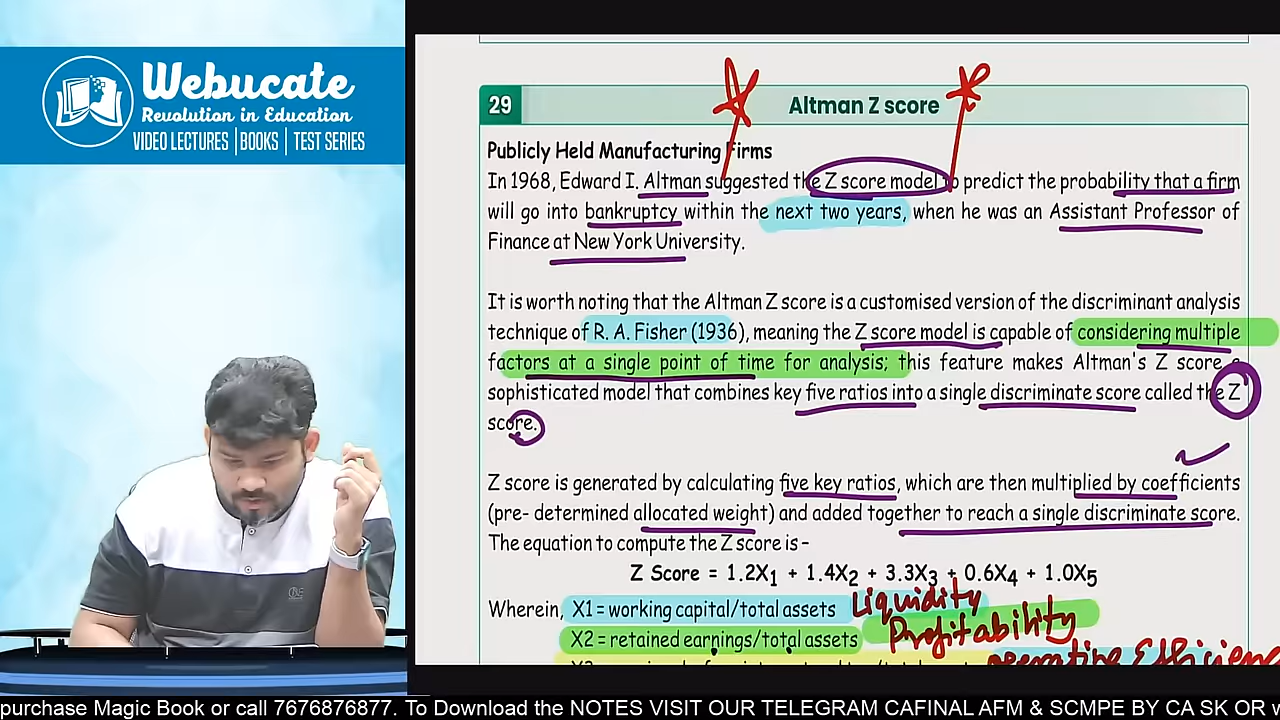 Webucate
Revolution in Education
VIDEO LECTURES | BOOKS | TEST SERIES
29
Altman Z score
Publicly Held Manufacturing Firms
In 1968, Edward I. Altman suggested the Z score model to predict the probability that a firm
will go into bankruptcy within the next two years, when he was an Assistant Professor of
Finance at New York University.
It is worth noting that the Altman Z score is a customised version of the discriminant analysis
technique of R. A. Fisher (1936), meaning the Z score model is capable of considering multiple
factors at a single point of time for analysis; this feature makes Altman's Z score a
sophisticated model that combines key five ratios into a single discriminate score called the Z
score.
Z score is generated by calculating five key ratios, which are then multiplied by coefficients
(pre- determined allocated weight) and added together to reach a single discriminate score.
The equation to compute the Z score is –
Z Score = 1.2X1 + 1.4X2 + 3.3X3 + 0.6X4 + 1.0X5
Wherein, X1 = working capital/total assets Liquidity
X2 = retained earnings/total assets Profitability
purchase Magic Book or call 7676876877. To Download the NOTES VISIT OUR TELEGRAM CAFINAL AFM & SCMPE BY CA SK OR